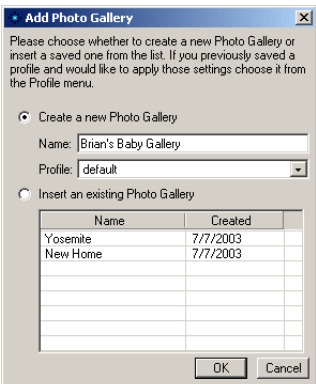 Add Photo Gallery
Please choose whether to create a new Photo Gallery or
insert a saved one from the list. If you previously saved a
profile and would like to apply those settings choose it from
the Profile menu.
Create a new Photo Gallery
Name: Brian's Baby Gallery
Profile: default
Insert an existing Photo Gallery
Name Created
Yosemite 7/7/2003
New Home 7/7/2003
OK Cancel